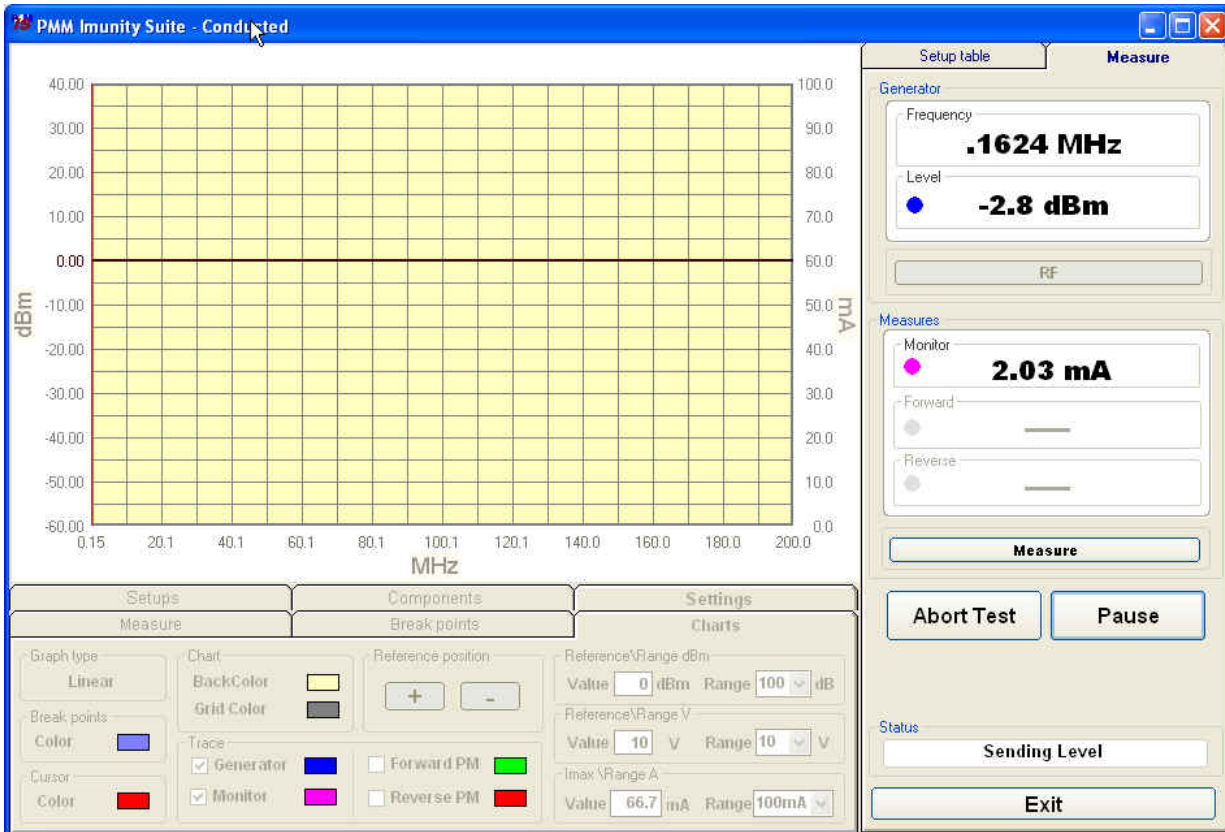 PMM Imunity Suite - Conducted
Setup table
Measure
40.00
30.00
20.00
10.00
0.00
-10.00
-20.00
-30.00
-40.00
-50.00
-60.00
dBm
100.0
90.0
80.0
70.0
60.0
50.0
40.0
30.0
20.0
10.0
0.0
mA
0.15
20.1
40.1
60.1
80.1
100.1
120.1
140.0
160.0
180.0
200.0
MHz
Generator
Frequency
.1624 MHz
Level
-2.8 dBm
RF
Measures
Monitor
2.03 mA
Forward
Reverse
Measure
Abort Test
Pause
Status
Sending Level
Exit
Setups
Components
Settings
Measure
Break points
Charts
Graph type
Linear
Break points
Color
Cursor
Color
Chart
BackColor
Grid Color
Trace
Generator
Monitor
Reference position
+
-
Forward PM
Reverse PM
Reference\Range dBm
Value 0 dBm Range 100 dB
Reference\Range V
Value 10 V Range 10 V
Imax \Range A
Value 66.7 mA Range 100mA